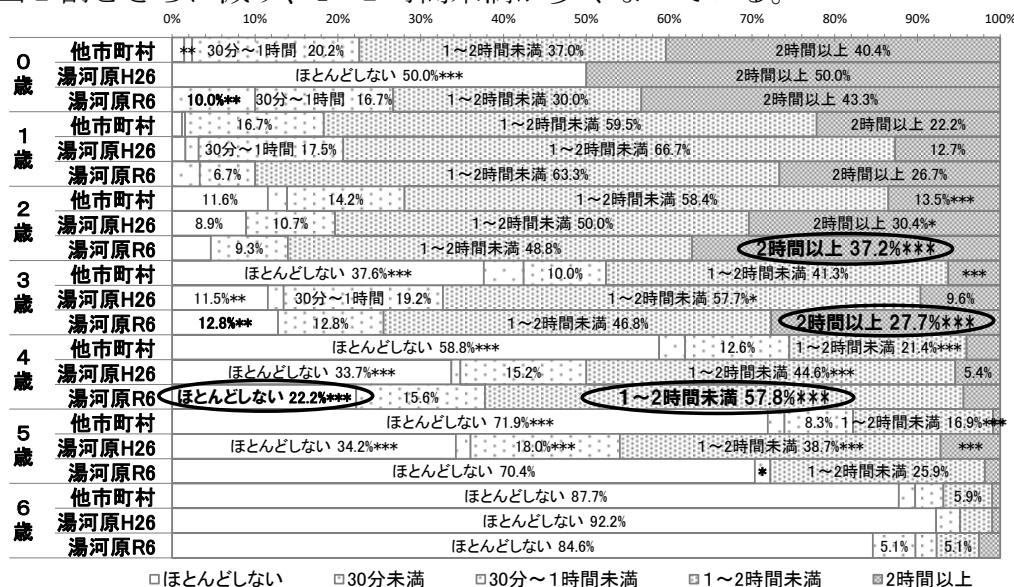 0% 10% 20% 30% 40% 50% 60% 70% 80% 90% 100%
0歳
他市町村 ** 30分～1時間 20.2% 1～2時間未満 37.0% 2時間以上 40.4%
湯河原H26 ほとんどしない 50.0%*** 2時間以上 50.0%
湯河原R6 10.0%** 30分～1時間 16.7% 1～2時間未満 30.0% 2時間以上 43.3%
1歳
他市町村 16.7% 1～2時間未満 59.5% 2時間以上 22.2%
湯河原H26 30分～1時間 17.5% 1～2時間未満 66.7% 12.7%
湯河原R6 6.7% 1～2時間未満 63.3% 2時間以上 26.7%
2歳
他市町村 11.6% 14.2% 1～2時間未満 58.4% 13.5%***
湯河原H26 8.9% 10.7% 1～2時間未満 50.0% 2時間以上 30.4%*
湯河原R6 9.3% 1～2時間未満 48.8% 2時間以上 37.2%***
3歳
他市町村 ほとんどしない 37.6%*** 10.0% 1～2時間未満 41.3% ***
湯河原H26 11.5%** 30分～1時間 19.2% 1～2時間未満 57.7%* 9.6%
湯河原R6 12.8%** 12.8% 1～2時間未満 46.8% 2時間以上 27.7%***
4歳
他市町村 ほとんどしない 58.8%*** 12.6% 1～2時間未満 21.4%***
湯河原H26 ほとんどしない 33.7%*** 15.2% 1～2時間未満 44.6%*** 5.4%
湯河原R6 ほとんどしない 22.2%*** 15.6% 1～2時間未満 57.8%***
5歳
他市町村 ほとんどしない 71.9%*** 8.3% 1～2時間未満 16.9%***
湯河原H26 ほとんどしない 34.2%*** 18.0%*** 1～2時間未満 38.7%*** ***
湯河原R6 ほとんどしない 70.4% * 1～2時間未満 25.9%
6歳
他市町村 ほとんどしない 87.7% 5.9%
湯河原H26 ほとんどしない 92.2%
湯河原R6 ほとんどしない 84.6% 5.1% 5.1%
□ほとんどしない 30分未満 30分～1時間未満 1～2時間未満 2時間以上